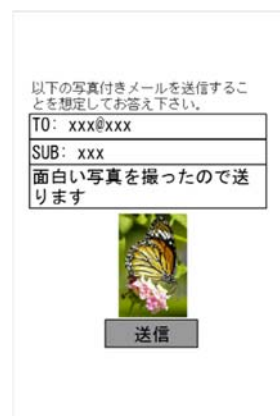 以下の写真付きメールを送信するこ
とを想定してお答え下さい。
TO: xxx@xxx
SUB: xxx
面白い写真を撮ったので送
ります
送信